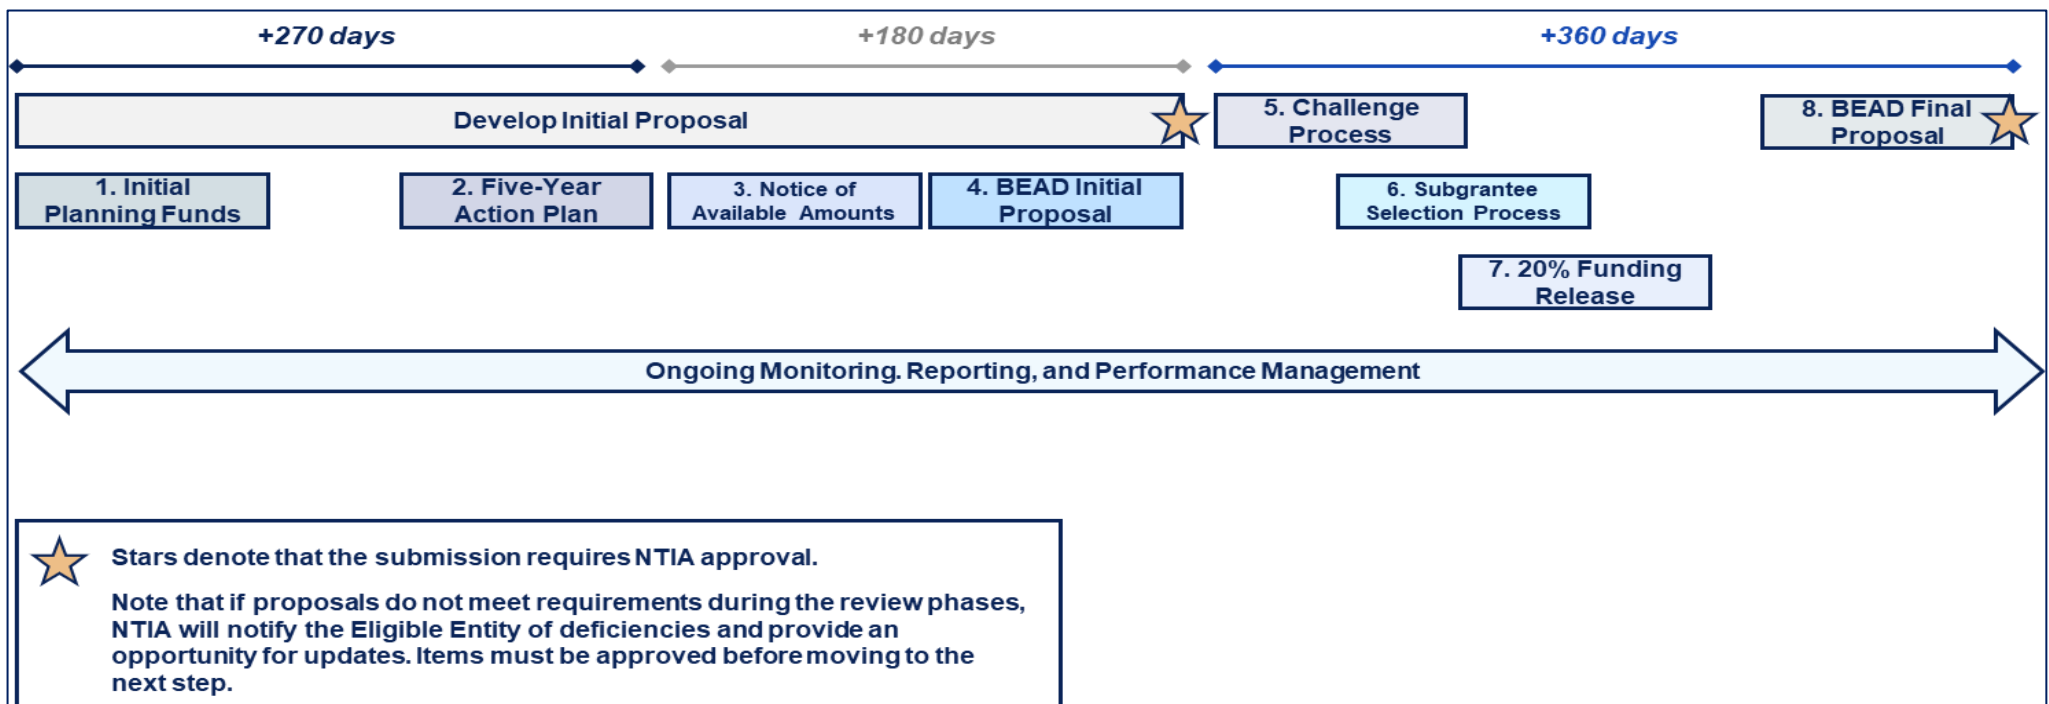 +270 days
+180 days
+360 days
Develop Initial Proposal
5. Challenge
Process
8. BEAD Final
Proposal
1. Initial
Planning Funds
2. Five-Year
Action Plan
3. Notice of
Available Amounts
4. BEAD Initial
Proposal
6. Subgrantee
Selection Process
7. 20% Funding
Release
Ongoing Monitoring. Reporting, and Performance Management
Stars denote that the submission requires NTIA approval.
Note that if proposals do not meet requirements during the review phases,
NTIA will notify the Eligible Entity of deficiencies and provide an
opportunity for updates. Items must be approved before moving to the
next step.